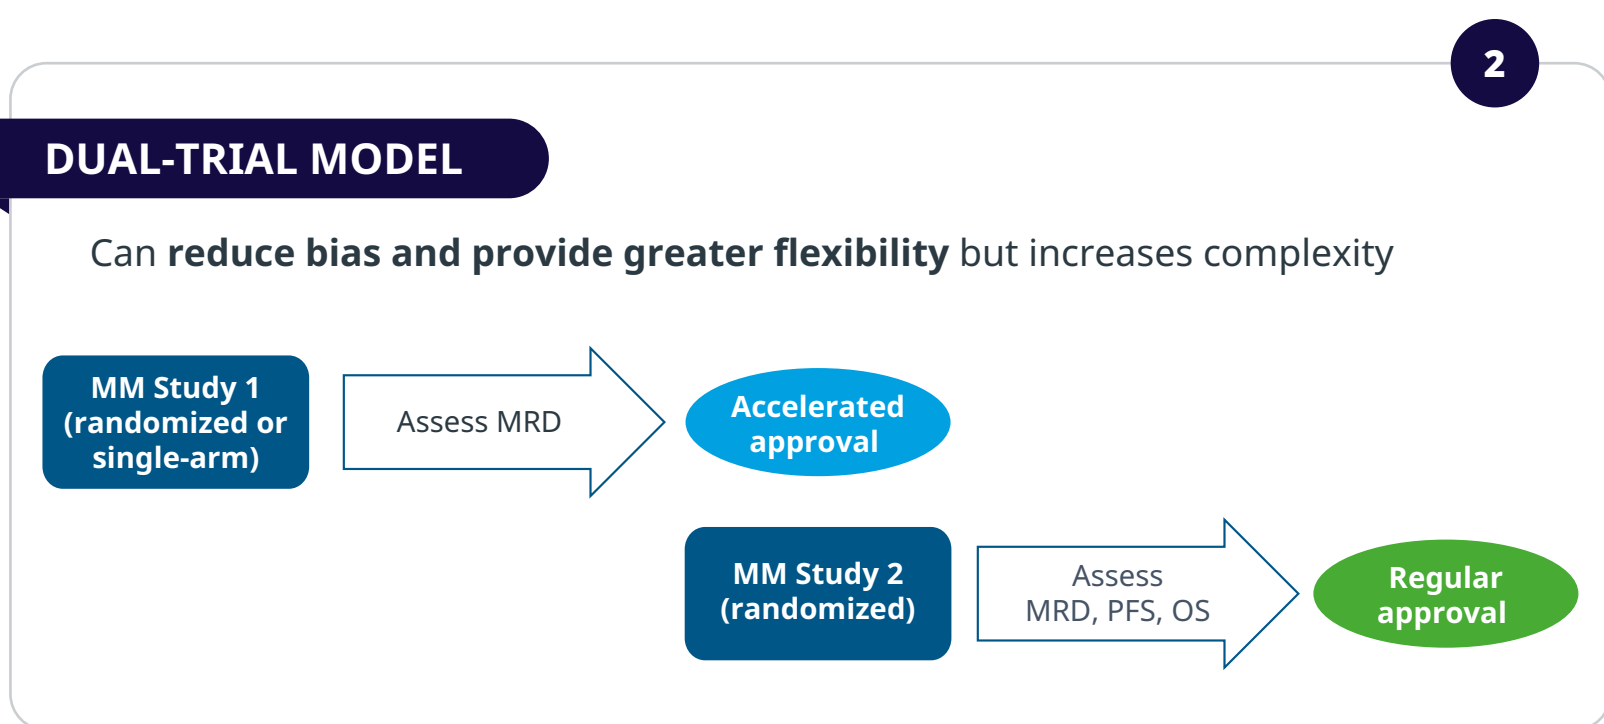 2
DUAL-TRIAL MODEL
Can reduce bias and provide greater flexibility but increases complexity
MM Study 1
(randomized or
single-arm)
Assess MRD
Accelerated
approval
MM Study 2
(randomized)
Assess
MRD, PFS, OS
Regular
approval